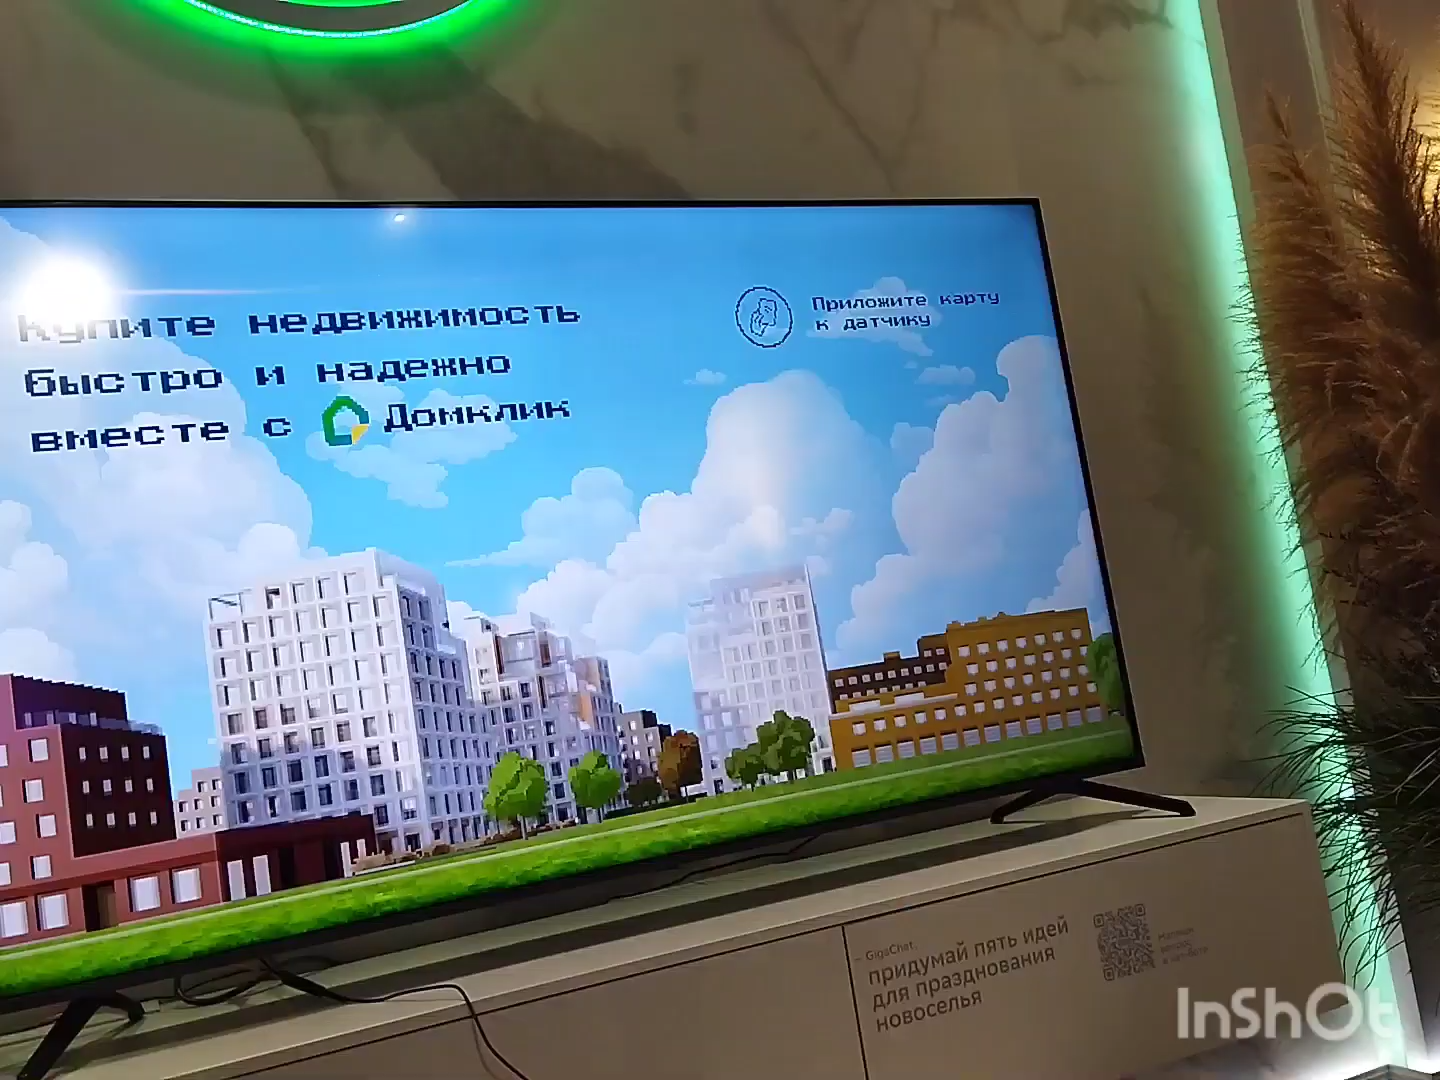 Купите недвижимость
быстро и надежно
вместе с Домклик
Приложите карту
к датчику
GigaChat,
придумай пять идей
для празднования
новоселья
InShOt